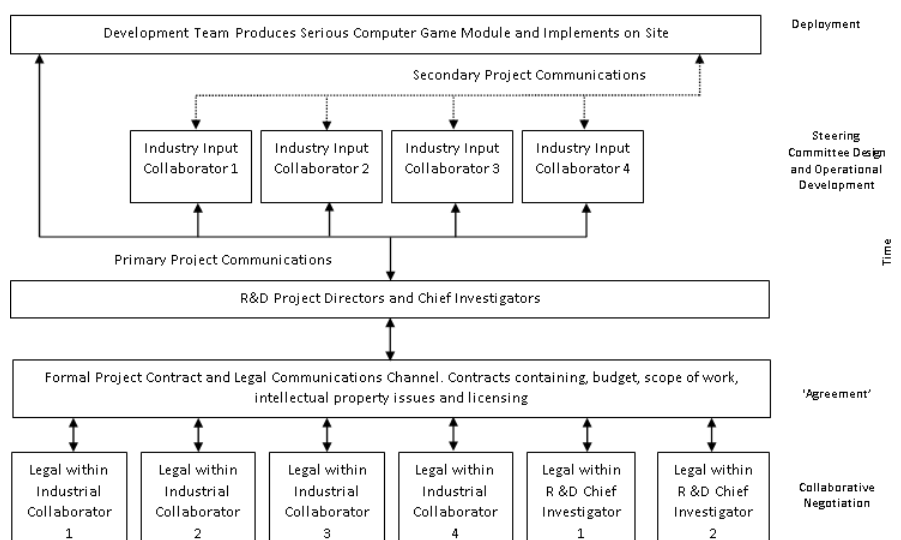 Deployment
Development Team Produces Serious Computer Game Module and Implements on Site
Secondary Project Communications
Industry Input
Collaborator 1
Industry Input
Collaborator 2
Industry Input
Collaborator 3
Industry Input
Collaborator 4
Steering
Committee Design
and Operational
Development
Time
Primary Project Communications
R&D Project Directors and Chief Investigators
Formal Project Contract and Legal Communications Channel. Contracts containing, budget, scope of work,
intellectual property issues and licensing
'Agreement'
Legal within
Industrial
Collaborator
1
Legal within
Industrial
Collaborator
2
Legal within
Industrial
Collaborator
3
Legal within
Industrial
Collaborator
4
Legal within
R &D Chief
Investigator
1
Legal within
R &D Chief
Investigator
2
Collaborative
Negotiation